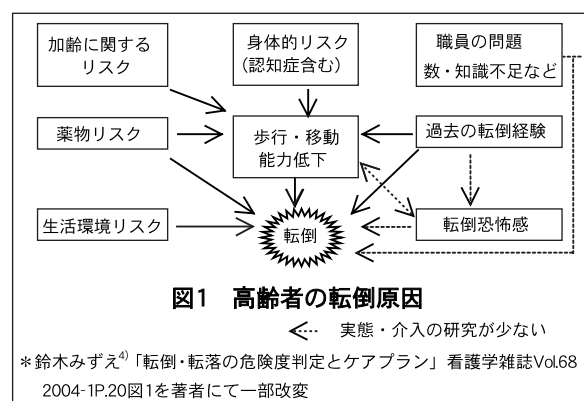 加齢に関する
リスク
身体的リスク
(認知症含む)
職員の問題
数・知識不足など
薬物リスク
歩行・移動
能力低下
過去の転倒経験
生活環境リスク
転倒
転倒恐怖感
図1 高齢者の転倒原因
実態・介入の研究が少ない
＊鈴木みずえ4)「転倒・転落の危険度判定とケアプラン」看護学雑誌Vol.68
2004-1P.20図1を著者にて一部改変